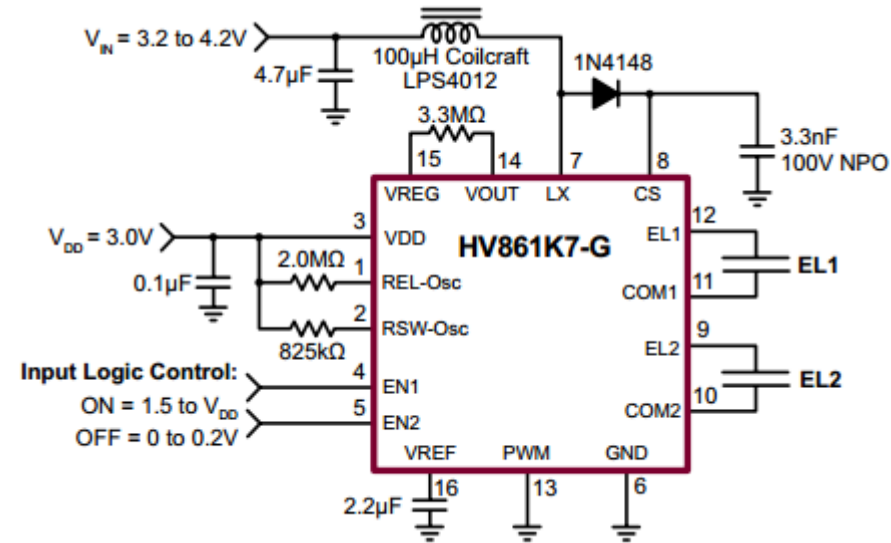 V_IN = 3.2 to 4.2V
4.7µF
100µH Coilcraft
LPS4012
1N4148
3.3nF
100V NPO
3.3MΩ
15
14
7
8
VREG
VOUT
LX
CS
HV861K7-G
V_DD = 3.0V
0.1µF
3
VDD
2.0MΩ
1
REL-Osc
825kΩ
2
RSW-Osc
Input Logic Control:
ON = 1.5 to V_DD
OFF = 0 to 0.2V
4
EN1
5
EN2
12
EL1
11
COM1
EL1
9
EL2
10
COM2
EL2
VREF
PWM
GND
16
13
6
2.2µF